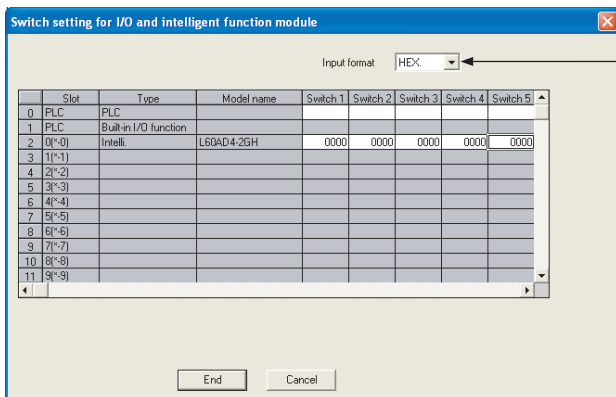 Switch setting for I/O and intelligent function module
Input format HEX.
Slot Type Model name Switch 1 Switch 2 Switch 3 Switch 4 Switch 5
0 PLC PLC
1 PLC Built-in I/O function
2 0(*-0) Intelli. L60AD4-2GH 0000 0000 0000 0000 0000
3 1(*-1)
4 2(*-2)
5 3(*-3)
6 4(*-4)
7 5(*-5)
8 6(*-6)
9 7(*-7)
10 8(*-8)
11 9(*-9)
End Cancel